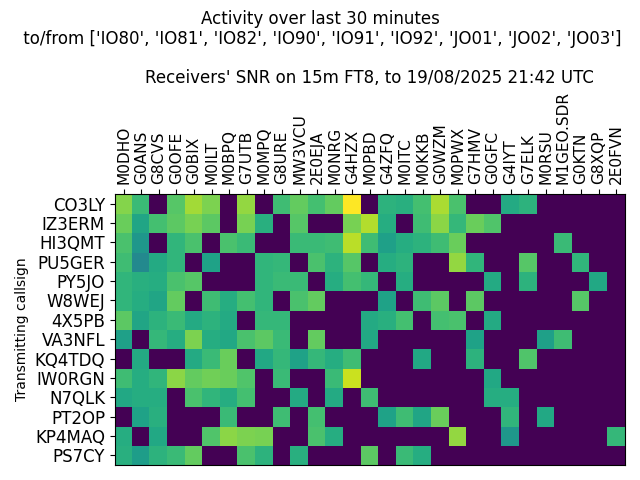 Activity over last 30 minutes
to/from ['IO80', 'IO81', 'IO82', 'IO90', 'IO91', 'IO92', 'JO01', 'JO02', 'JO03']
Receivers' SNR on 15m FT8, to 19/08/2025 21:42 UTC
M0DHO
G0ANS
G8CVS
G0OFE
G0BIX
M0ILT
M0BPQ
G7UTB
M0MPQ
G8URE
MW3VCU
2E0EJA
M0NRG
G4HZX
M0PBD
G4ZFQ
M0ITC
M0KKB
G0WZM
M0PWX
G7HMV
G0GFC
G4IYT
G7ELK
M0RSU
M1GEO.SDR
G0KTN
G8XQP
2E0FVN
Transmitting callsign
CO3LY
IZ3ERM
HI3QMT
PU5GER
PY5JO
W8WEJ
4X5PB
VA3NFL
KQ4TDQ
IW0RGN
N7QLK
PT2OP
KP4MAQ
PS7CY